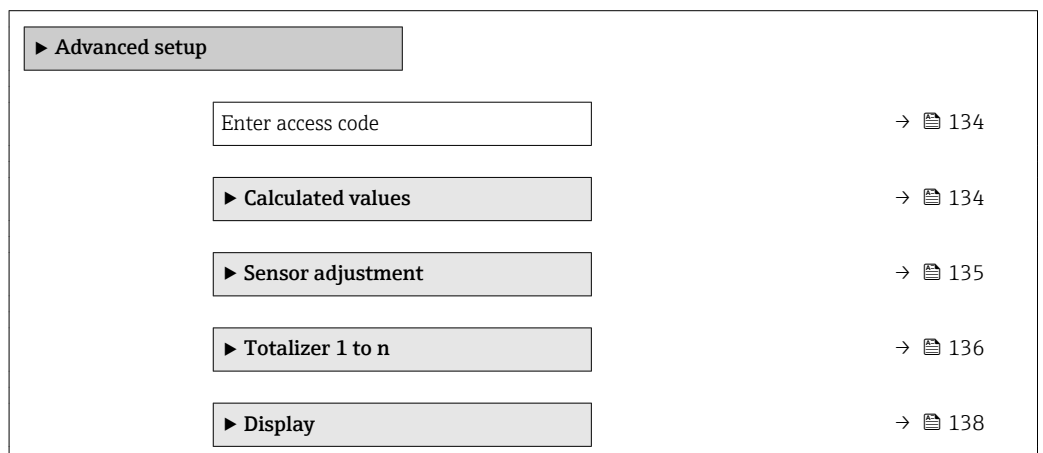 ▶ Advanced setup
Enter access code → 134
▶ Calculated values → 134
▶ Sensor adjustment → 135
▶ Totalizer 1 to n → 136
▶ Display → 138